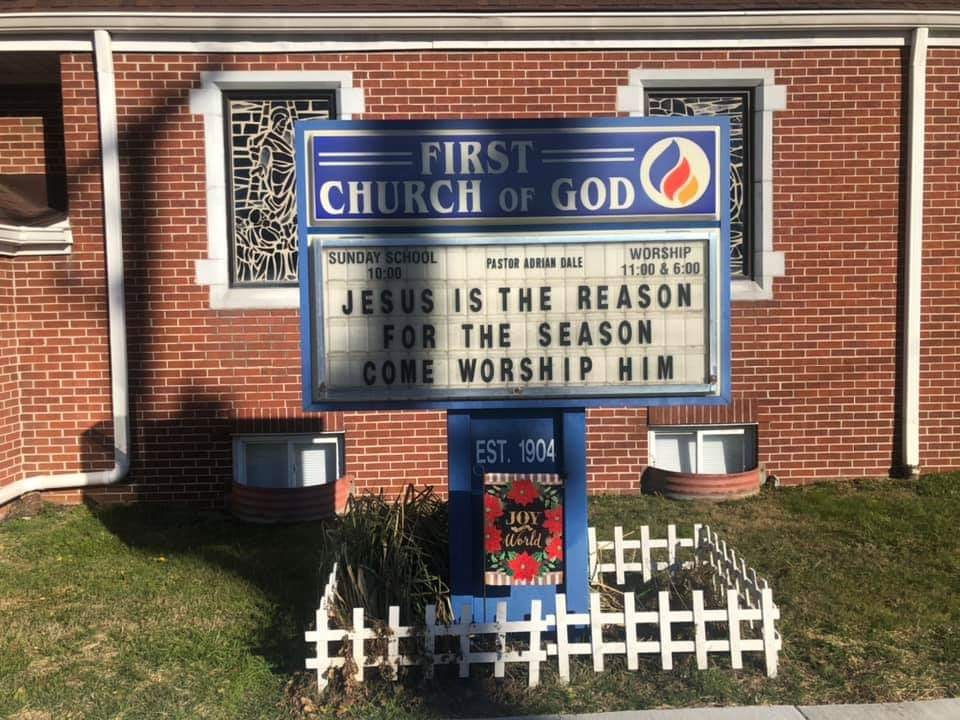 FIRST
CHURCH OF GOD
SUNDAY SCHOOL
10:00
PASTOR ADRIAN DALE
WORSHIP
11:00 & 6:00
JESUS IS THE REASON
FOR THE SEASON
COME WORSHIP HIM
EST. 1904
JOY
World